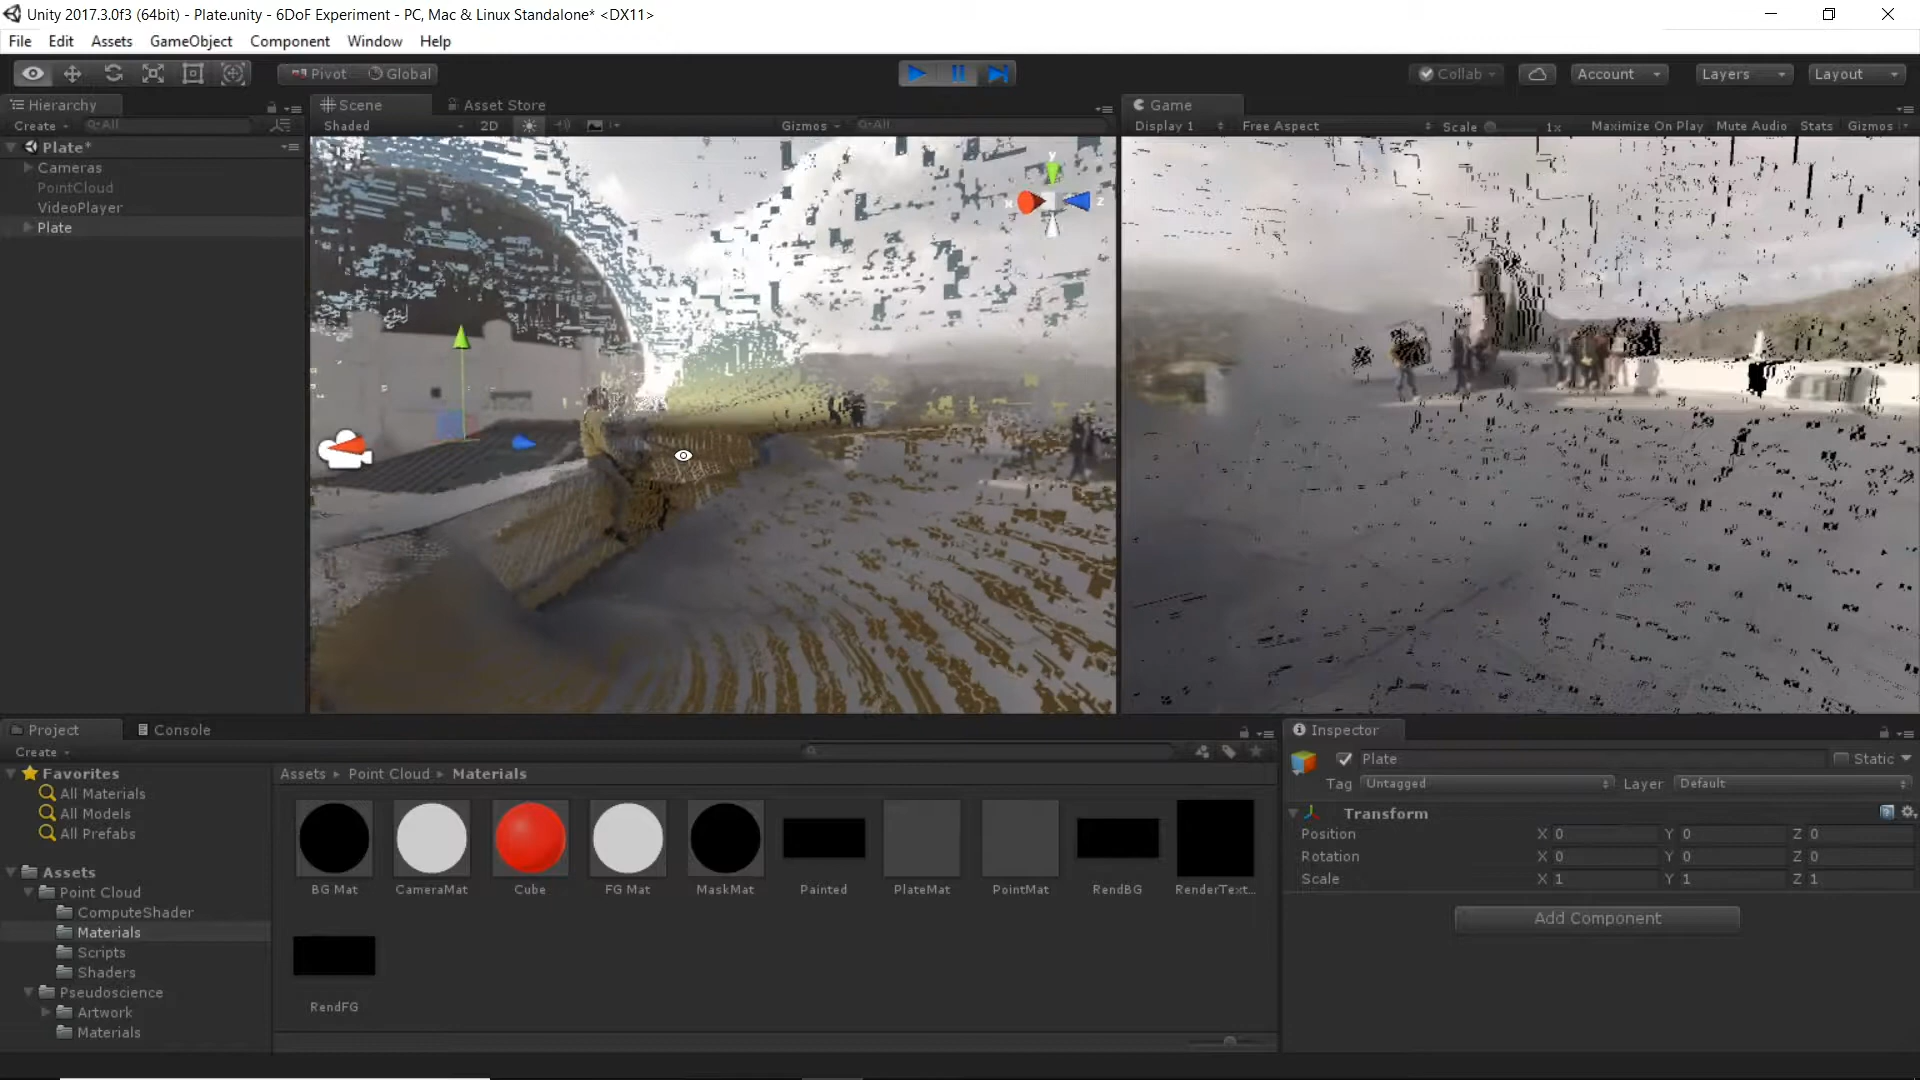 Unity 2017.3.0f3 (64bit) - Plate.unity - 6DoF Experiment - PC, Mac & Linux Standalone* <DX11>
File Edit Assets GameObject Component Window Help
Pivot Global Collab Account Layers Layout
Hierarchy Scene Asset Store Game
Create All Shaded 2D Gizmos All Display 1 Free Aspect Scale 1x Maximize On Play Mute Audio Stats Gizmos
Plate*
Cameras
PointCloud
VideoPlayer
Plate
y
x
z
Project Console Inspector
Create
Favorites
All Materials
All Models
All Prefabs
Assets
Point Cloud
ComputeShader
Materials
Scripts
Shaders
Pseudoscience
Artwork
Materials
Assets Point Cloud Materials
BG Mat CameraMat Cube FG Mat MaskMat Painted PlateMat PointMat RendBG RenderText...
RendFG
Plate Static
Tag Untagged Layer Default
Transform
Position X 0 Y 0 Z 0
Rotation X 0 Y 0 Z 0
Scale X 1 Y 1 Z 1
Add Component